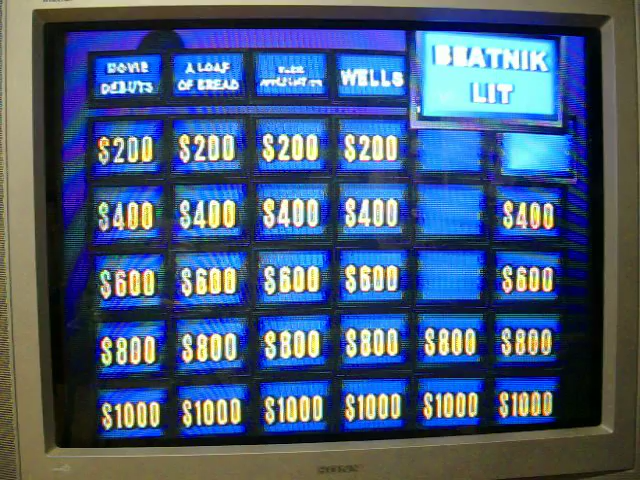 MOVIE
DEBUTS
A LOAF
OF BREAD
WELLS
BEATNIK
LIT
$200 $200 $200 $200
$400 $400 $400 $400 $400
$600 $600 $600 $600 $600
$800 $800 $800 $800 $800 $800
$1000 $1000 $1000 $1000 $1000 $1000